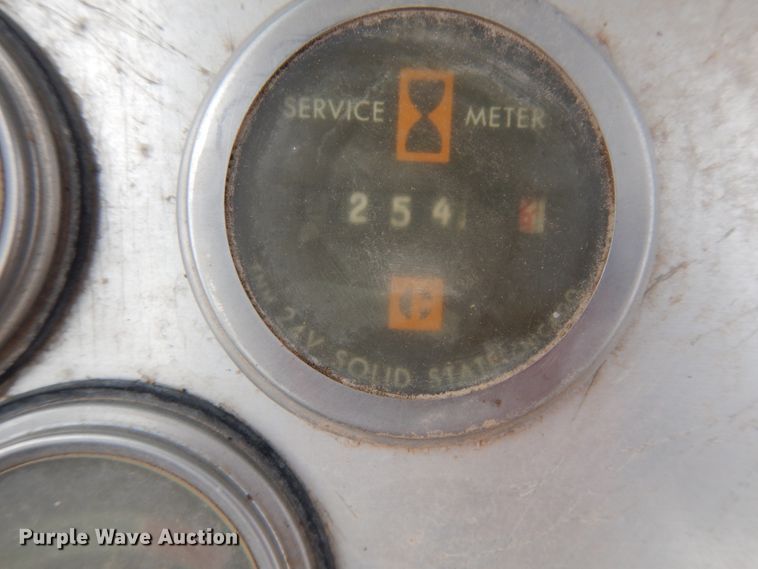 SERVICE METER
2 5 4
24V SOLID STATE
Purple Wave Auction